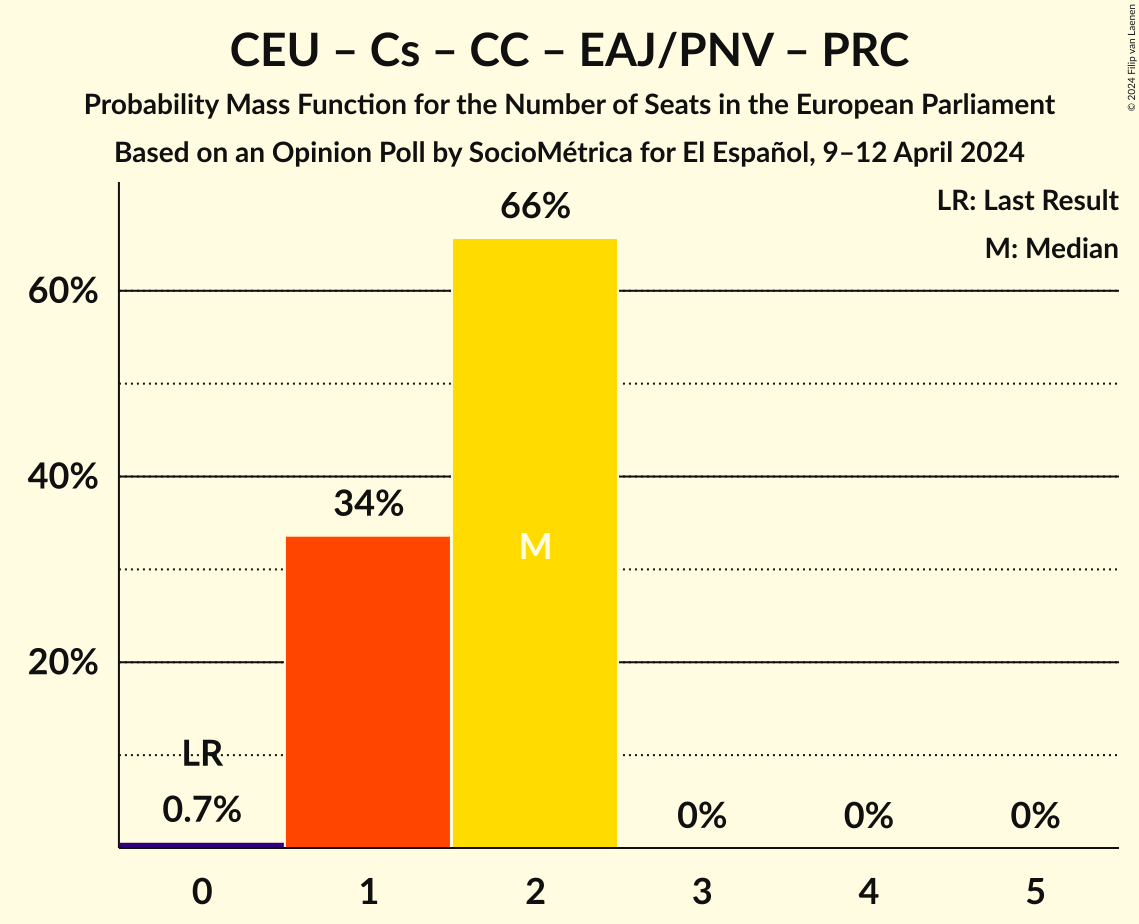 CEU – Cs – CC – EAJ/PNV – PRC
Probability Mass Function for the Number of Seats in the European Parliament
Based on an Opinion Poll by SocioMétrica for El Español, 9–12 April 2024
© 2024 Filip van Laenen
LR: Last Result
M: Median
66%
60%
40%
34%
M
20%
LR
0.7%
0%
0%
0%
0
1
2
3
4
5